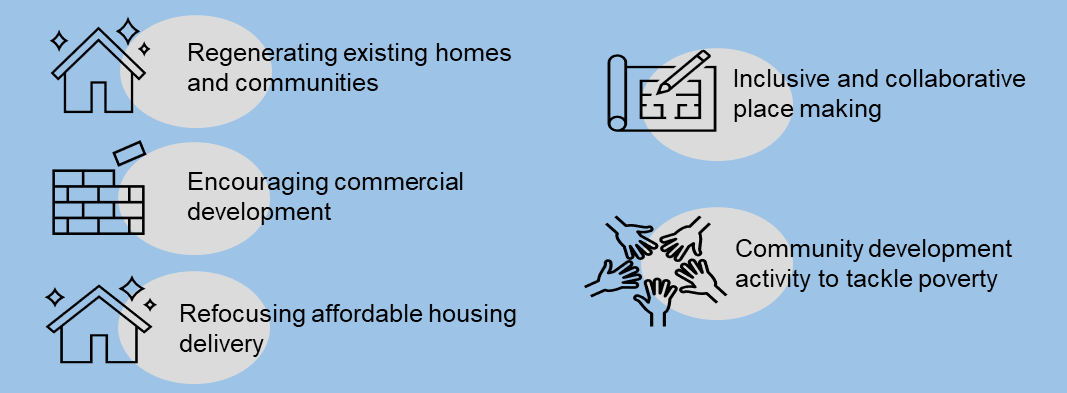 Regenerating existing homes
and communities
Encouraging commercial
development
Refocusing affordable housing
delivery
Inclusive and collaborative
place making
Community development
activity to tackle poverty